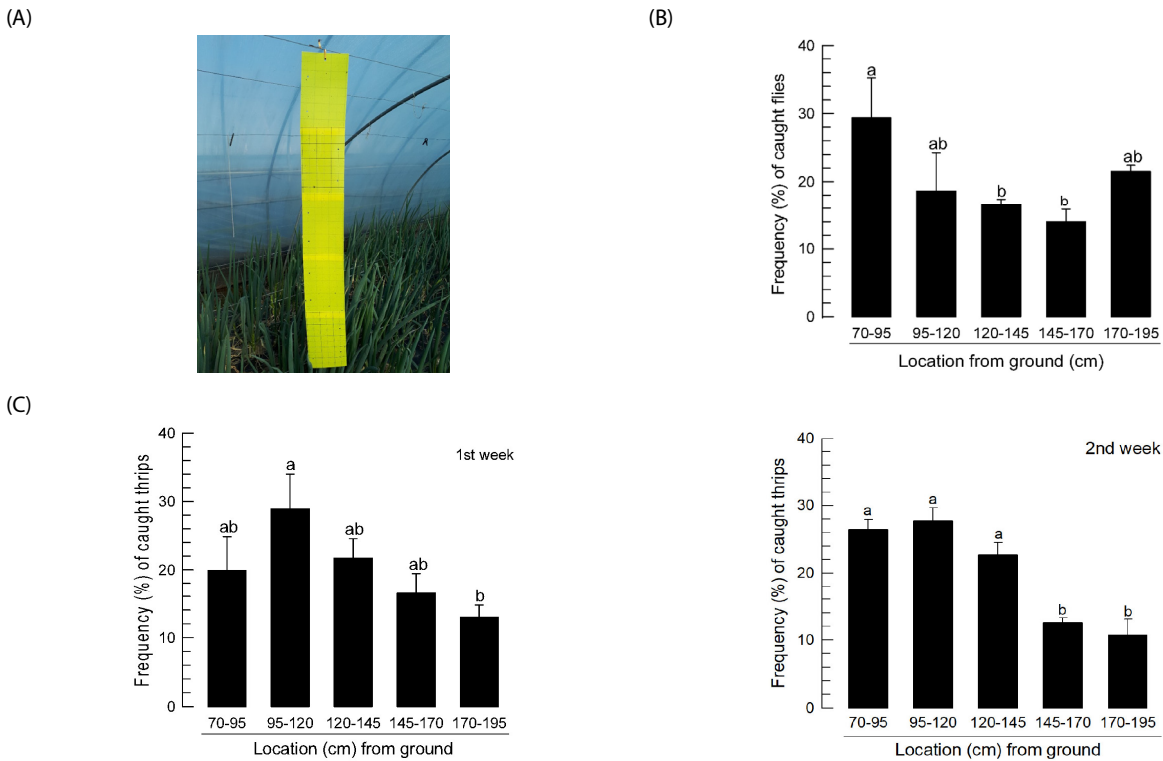 (A)
(B)
Frequency (%) of caught flies
40
30
20
10
0
a
ab
b
b
ab
70-95 95-120 120-145 145-170 170-195
Location from ground (cm)
(C)
1st week
Frequency (%) of caught thrips
40
30
20
10
0
ab
a
ab
ab
b
70-95 95-120 120-145 145-170 170-195
Location (cm) from ground
2nd week
Frequency (%) of caught thrips
40
30
20
10
0
a
a
a
b
b
70-95 95-120 120-145 145-170 170-195
Location (cm) from ground